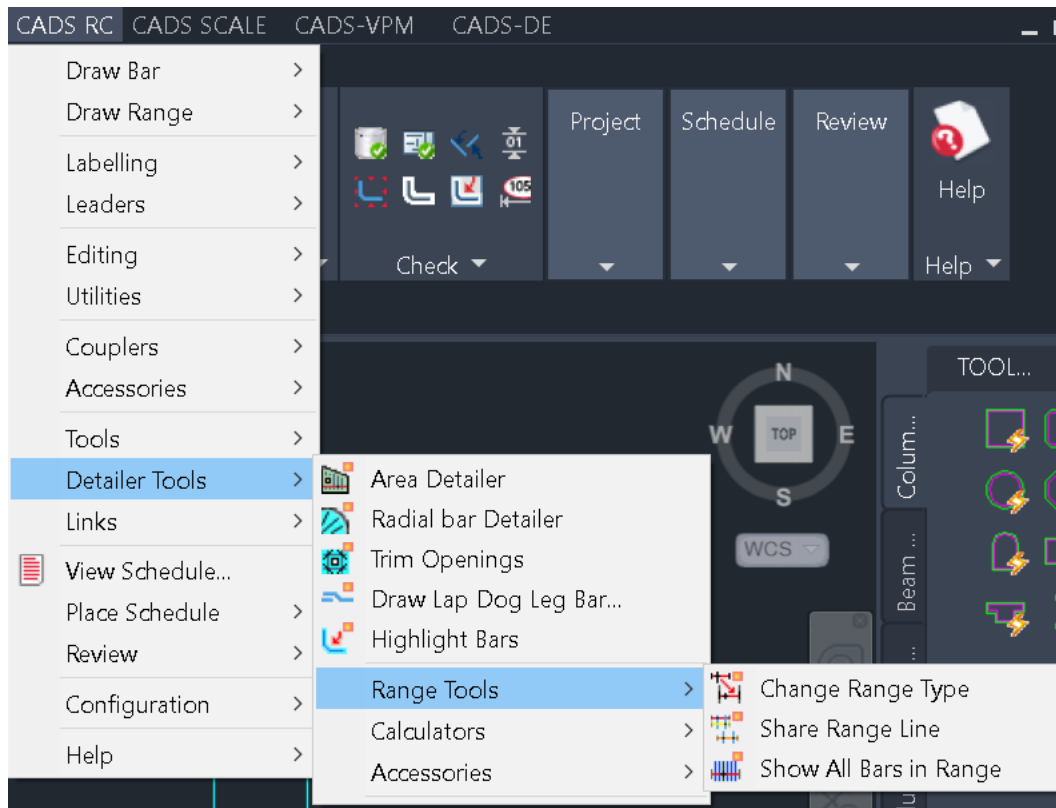 CADS RC CADS SCALE CADS-VPM CADS-DE
Draw Bar
Draw Range
Labelling
Leaders
Editing
Utilities
Couplers
Accessories
Tools
Detailer Tools
Links
View Schedule...
Place Schedule
Review
Configuration
Help
01
105
Check
Project
Schedule
Review
Help
Help
N
W
TOP
E
S
WCS
TOOL...
Colum...
Beam ...
Area Detailer
Radial bar Detailer
Trim Openings
Draw Lap Dog Leg Bar...
Highlight Bars
Range Tools
Calculators
Accessories
Change Range Type
Share Range Line
Show All Bars in Range